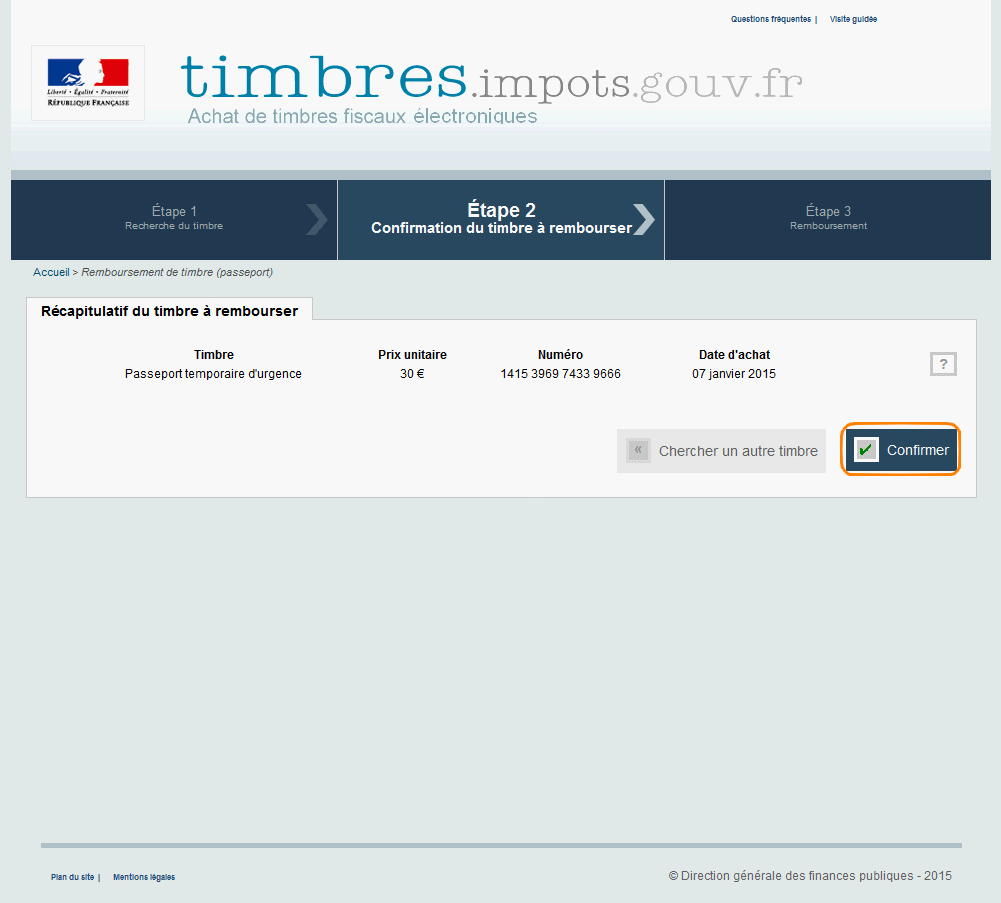 Questions fréquentes | Visite guidée
Liberté • Égalité • Fraternité
RÉPUBLIQUE FRANÇAISE
timbres.impots.gouv.fr
Achat de timbres fiscaux électroniques
Étape 1
Recherche du timbre
Étape 2
Confirmation du timbre à rembourser
Étape 3
Remboursement
Accueil > Remboursement de timbre (passeport)
Récapitulatif du timbre à rembourser
Timbre Prix unitaire Numéro Date d'achat
Passeport temporaire d'urgence 30 € 1415 3969 7433 9666 07 janvier 2015
?
« Chercher un autre timbre
Confirmer
Plan du site | Mentions légales
© Direction générale des finances publiques - 2015